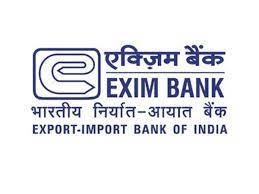 एक्ज़िम बैंक
EXIM BANK
भारतीय निर्यात-आयात बैंक
EXPORT-IMPORT BANK OF INDIA